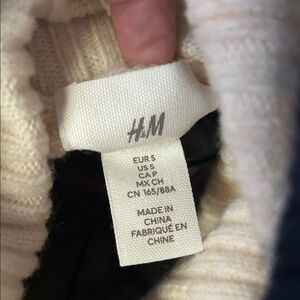 H&M
EUR S
US S
CA P
MX CH
CN 165/88A
MADE IN
CHINA
FABRIQUÉ EN
CHINE